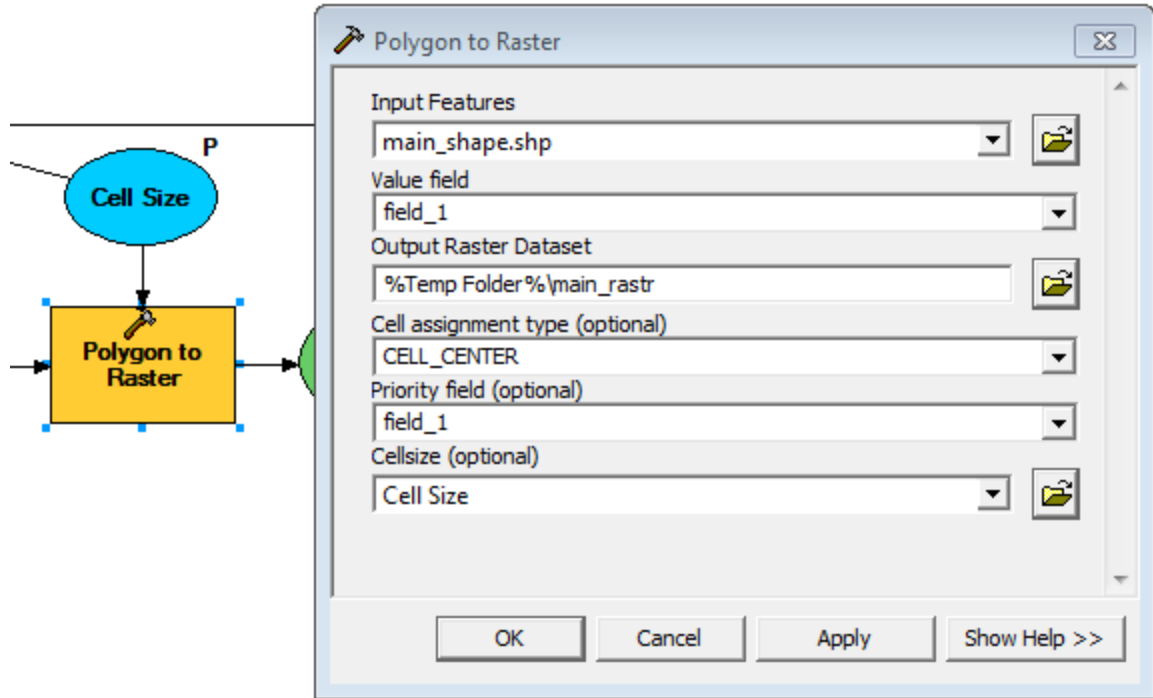 Polygon to Raster
Input Features
main_shape.shp
Value field
field_1
Output Raster Dataset
%Temp Folder%\main_rastr
Cell assignment type (optional)
CELL_CENTER
Priority field (optional)
field_1
Cellsize (optional)
Cell Size
OK
Cancel
Apply
Show Help >>
P
Cell Size
Polygon to
Raster